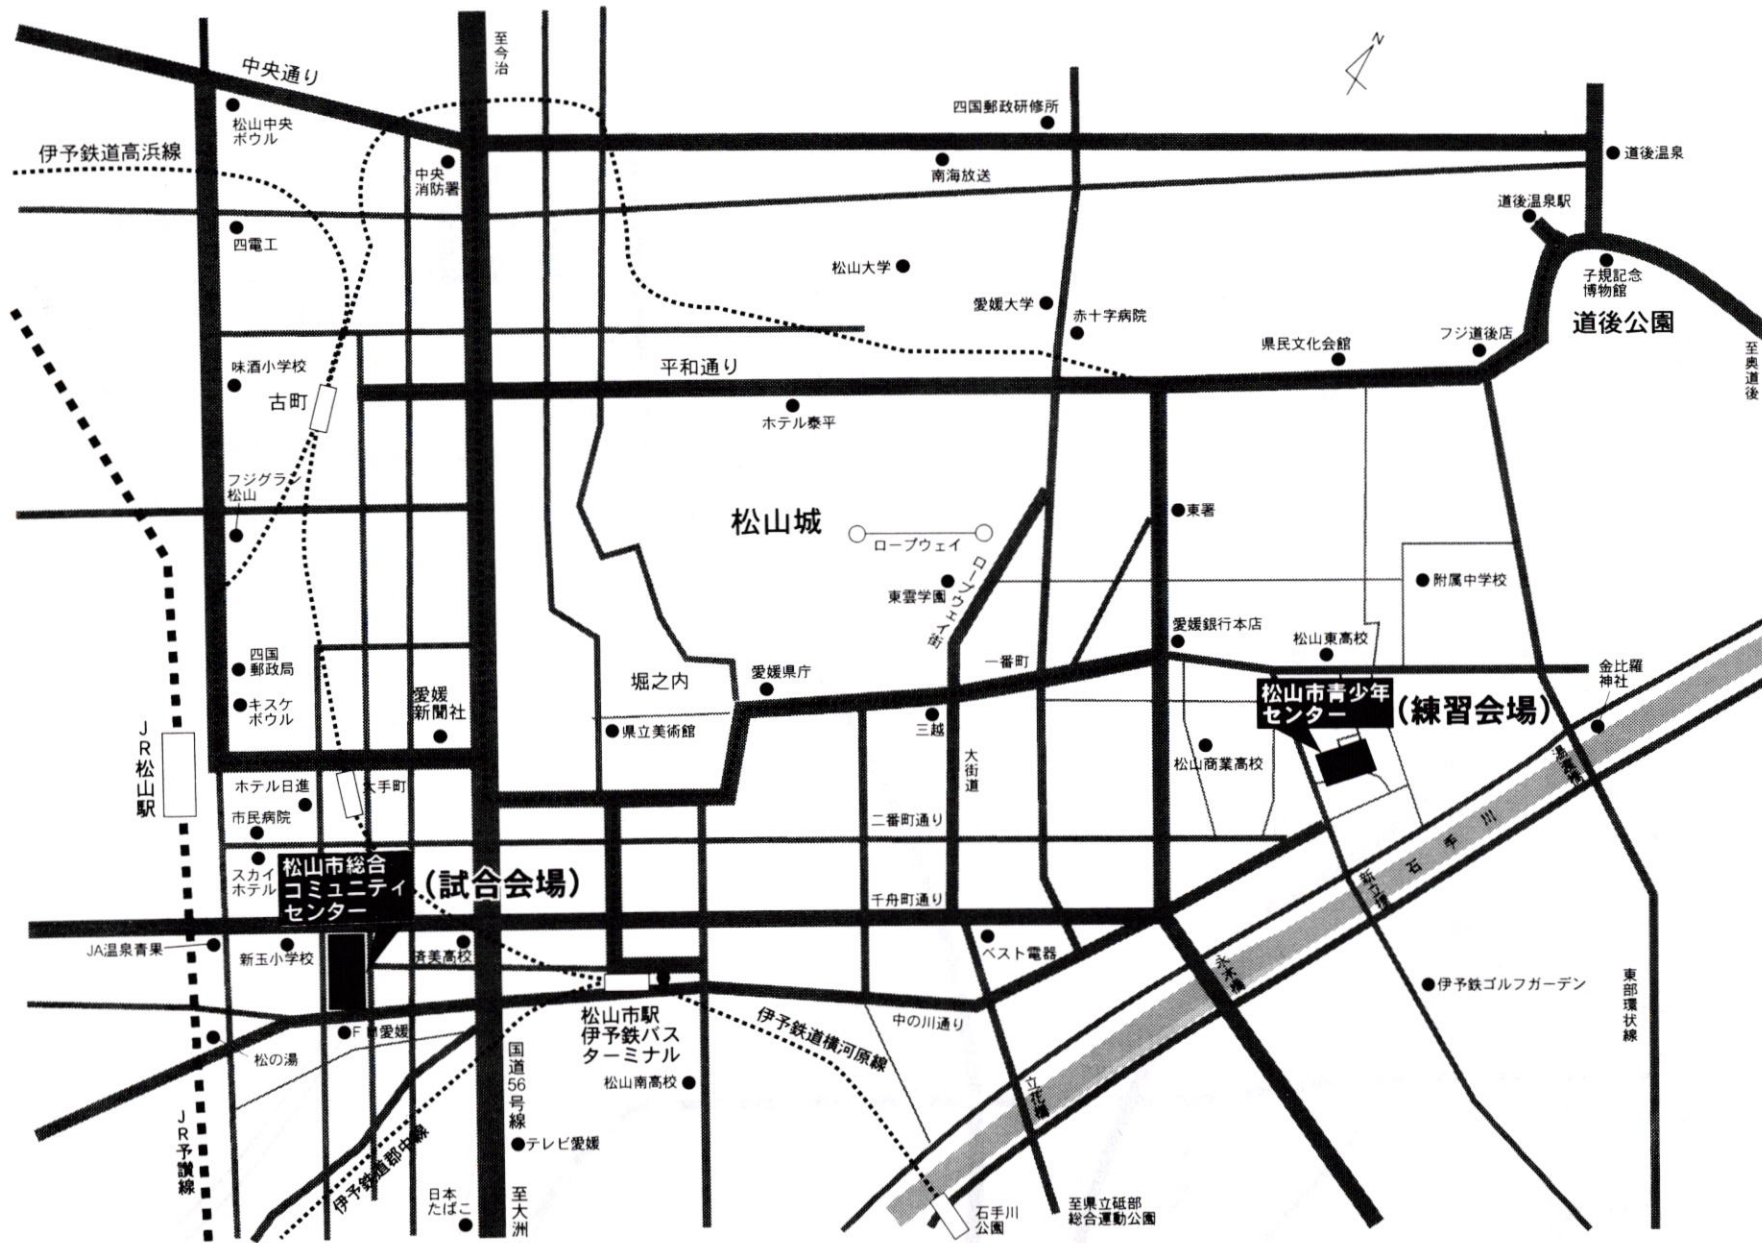 至今治
N
中央通り
松山中央
ボウル
四国郵政研修所
伊予鉄道高浜線
中央
消防署
南海放送
道後温泉
道後温泉駅
四電工
松山大学
子規記念
博物館
愛媛大学
赤十字病院
道後公園
県民文化会館
フジ道後店
至奥道後
味酒小学校
平和通り
古町
ホテル泰平
フジグラン
松山
松山城
東署
ロープウェイ
ロープウェイ街
東雲学園
附属中学校
四国
郵政局
愛媛銀行本店
松山東高校
一番町
金比羅
神社
堀之内
愛媛県庁
キスケ
ボウル
愛媛
新聞社
県立美術館
三越
松山市青少年
センター
(練習会場)
JR松山駅
大街道
松山商業高校
湯渡橋
ホテル日進
大手町
市民病院
二番町通り
石手川
スカイ
ホテル
松山市総合
コミュニティ
センター
(試合会場)
千舟町通り
新立橋
JA温泉青果
新玉小学校
済美高校
ベスト電器
永木橋
伊予鉄ゴルフガーデン
東部環状線
松山市駅
伊予鉄バス
ターミナル
伊予鉄道横河原線
中の川通り
FM愛媛
松の湯
国道56号線
松山南高校
立花橋
JR予讃線
伊予鉄道郡中線
テレビ愛媛
日本
たばこ
至大洲
石手川
公園
至県立砥部
総合運動公園